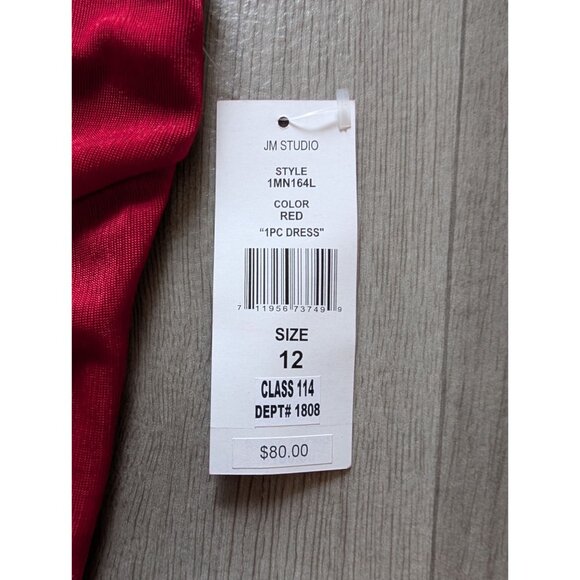 JM STUDIO
STYLE
1MN164L
COLOR
RED
“1PC DRESS"
7 11956 73749 9
SIZE
12
CLASS 114
DEPT# 1808
$80.00